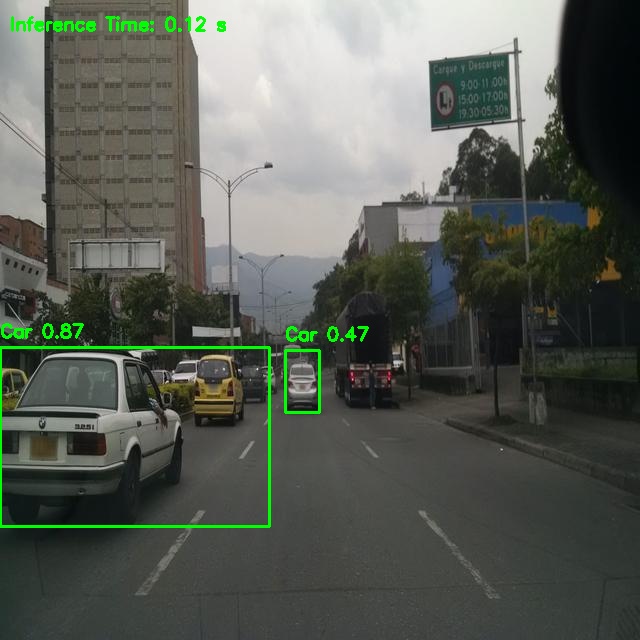 Inference Time: 0.12 s
Cargue y Descargue
9:00-11:00h
15:00-17:00h
19:30-05:30h
Car 0.87
Car 0.47
325i